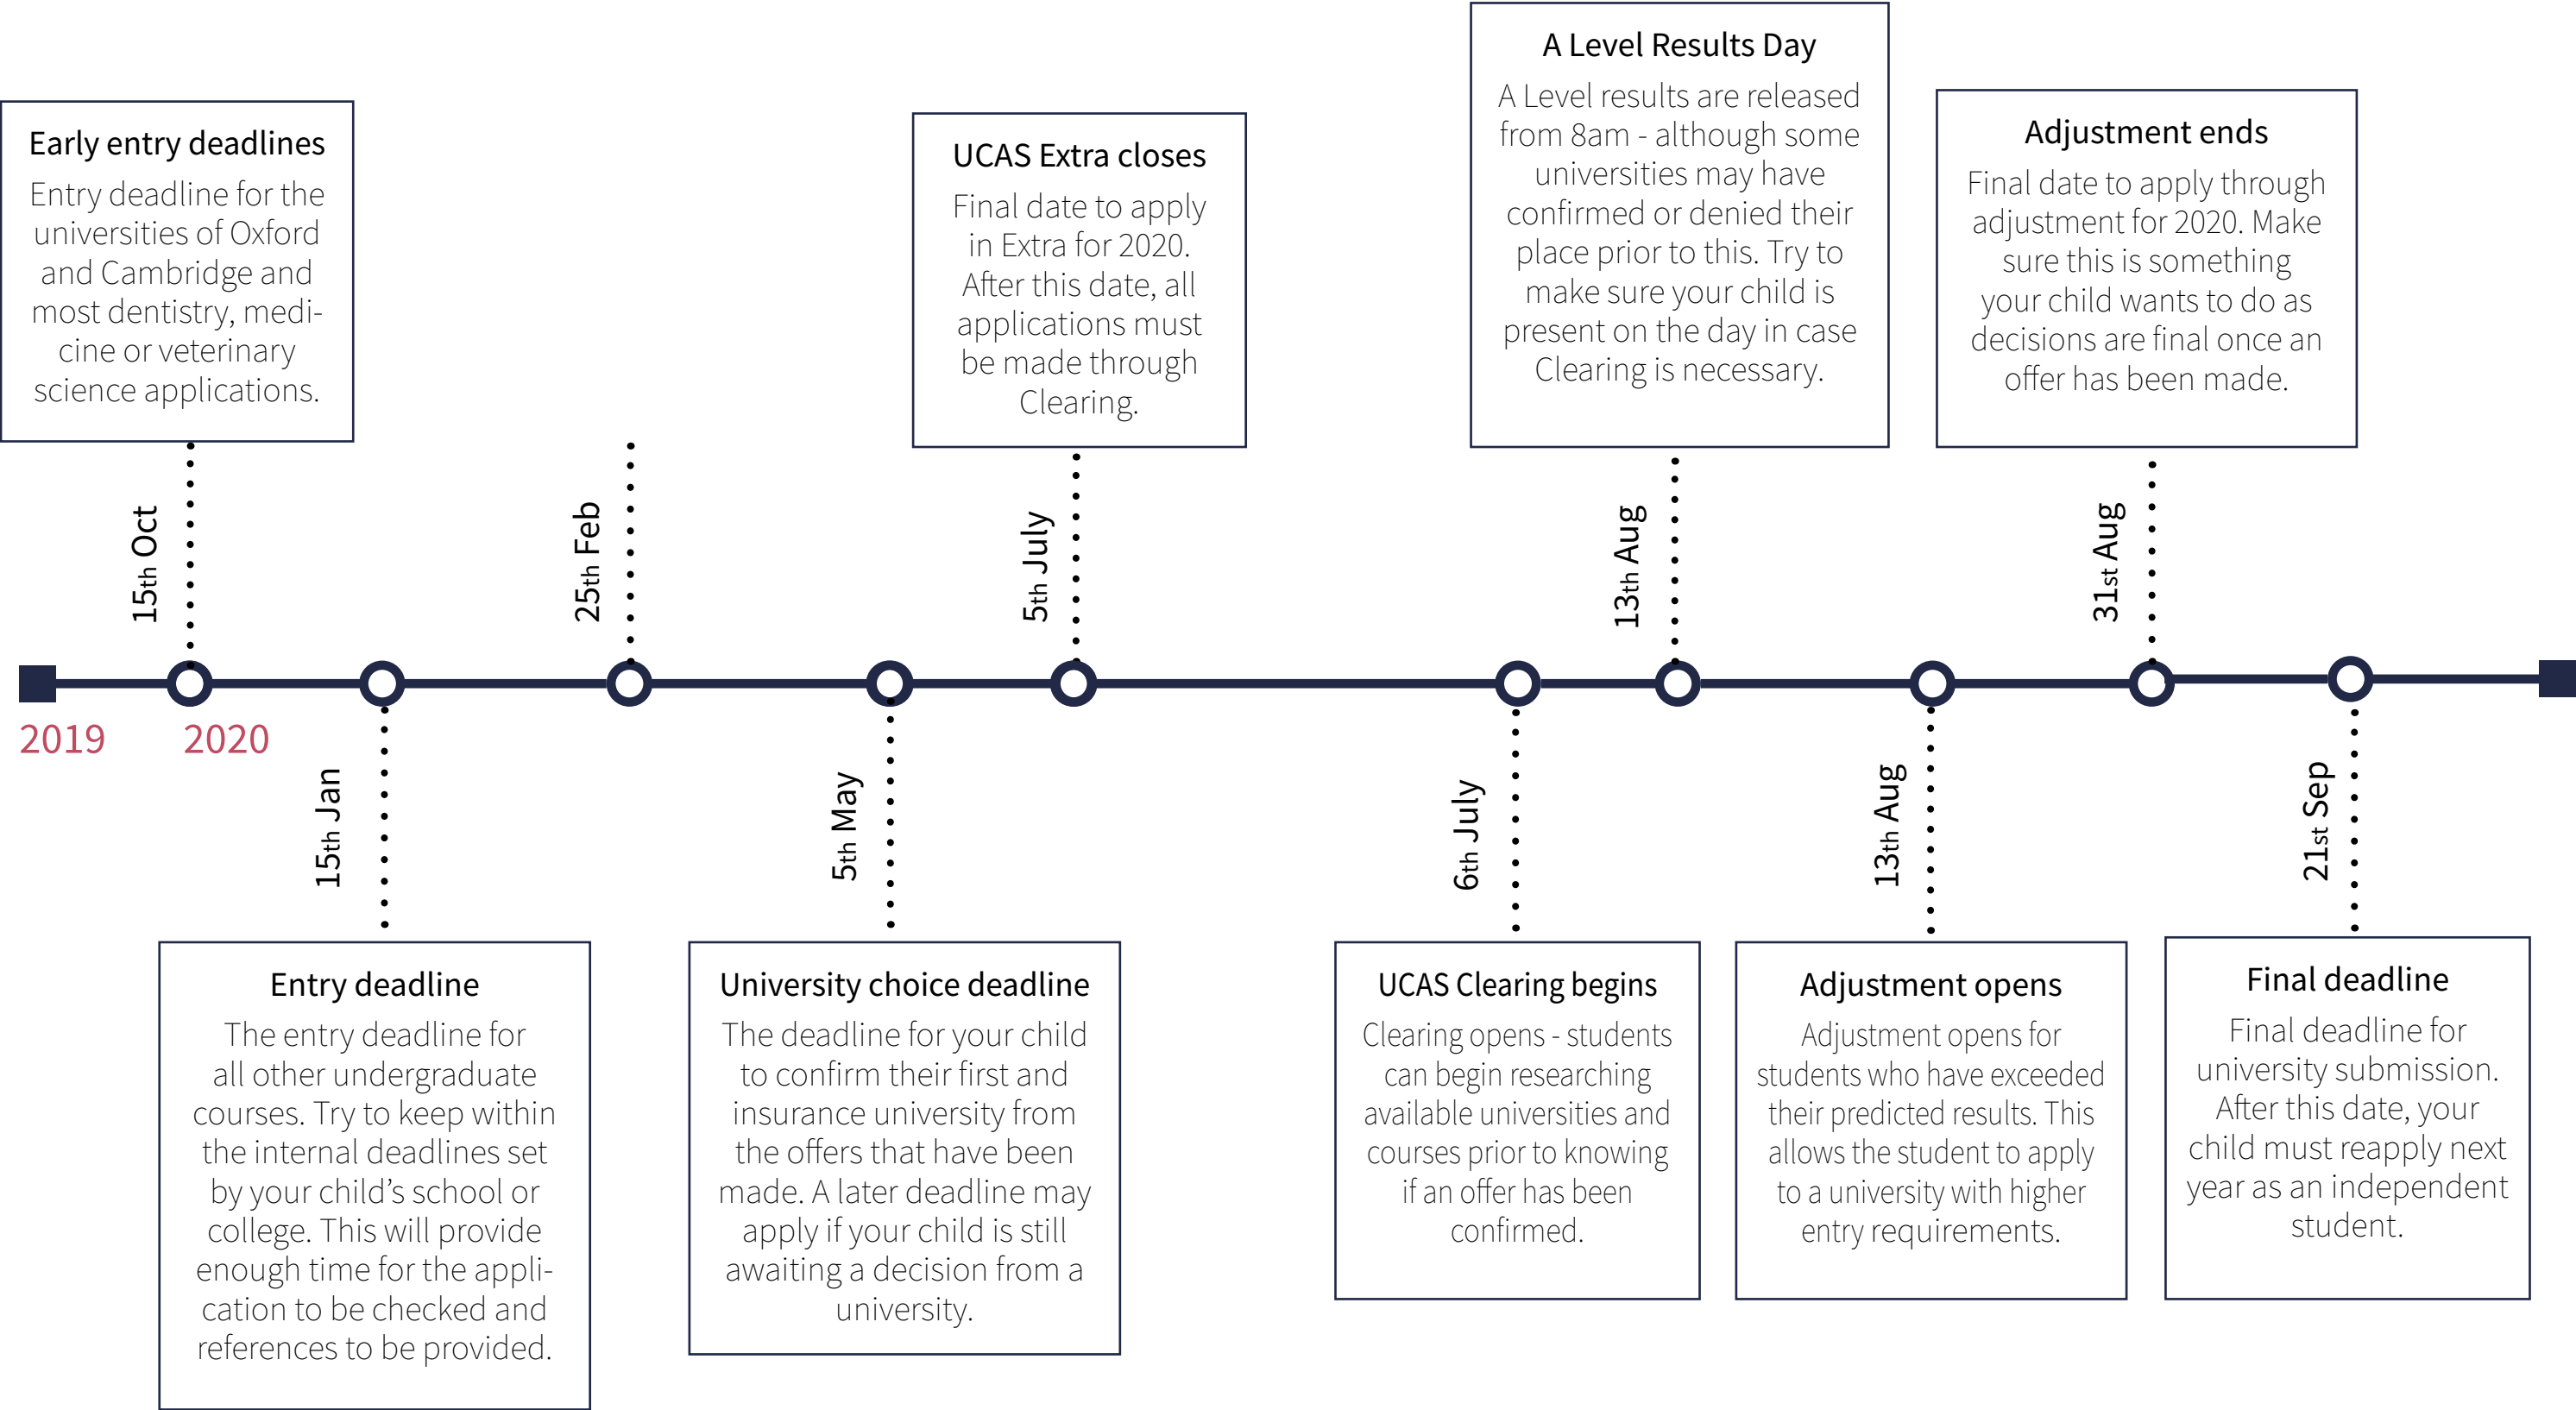 Early entry deadlines
Entry deadline for the
universities of Oxford
and Cambridge and
most dentistry, medi-
cine or veterinary
science applications.
15th Oct
25th Feb
UCAS Extra closes
Final date to apply
in Extra for 2020.
After this date, all
applications must
be made through
Clearing.
5th July
A Level Results Day
A Level results are released
from 8am - although some
universities may have
confirmed or denied their
place prior to this. Try to
make sure your child is
present on the day in case
Clearing is necessary.
13th Aug
Adjustment ends
Final date to apply through
adjustment for 2020. Make
sure this is something
your child wants to do as
decisions are final once an
offer has been made.
31st Aug
2019
2020
15th Jan
Entry deadline
The entry deadline for
all other undergraduate
courses. Try to keep within
the internal deadlines set
by your child’s school or
college. This will provide
enough time for the appli-
cation to be checked and
references to be provided.
5th May
University choice deadline
The deadline for your child
to confirm their first and
insurance university from
the offers that have been
made. A later deadline may
apply if your child is still
awaiting a decision from a
university.
6th July
UCAS Clearing begins
Clearing opens - students
can begin researching
available universities and
courses prior to knowing
if an offer has been
confirmed.
13th Aug
Adjustment opens
Adjustment opens for
students who have exceeded
their predicted results. This
allows the student to apply
to a university with higher
entry requirements.
21st Sep
Final deadline
Final deadline for
university submission.
After this date, your
child must reapply next
year as an independent
student.